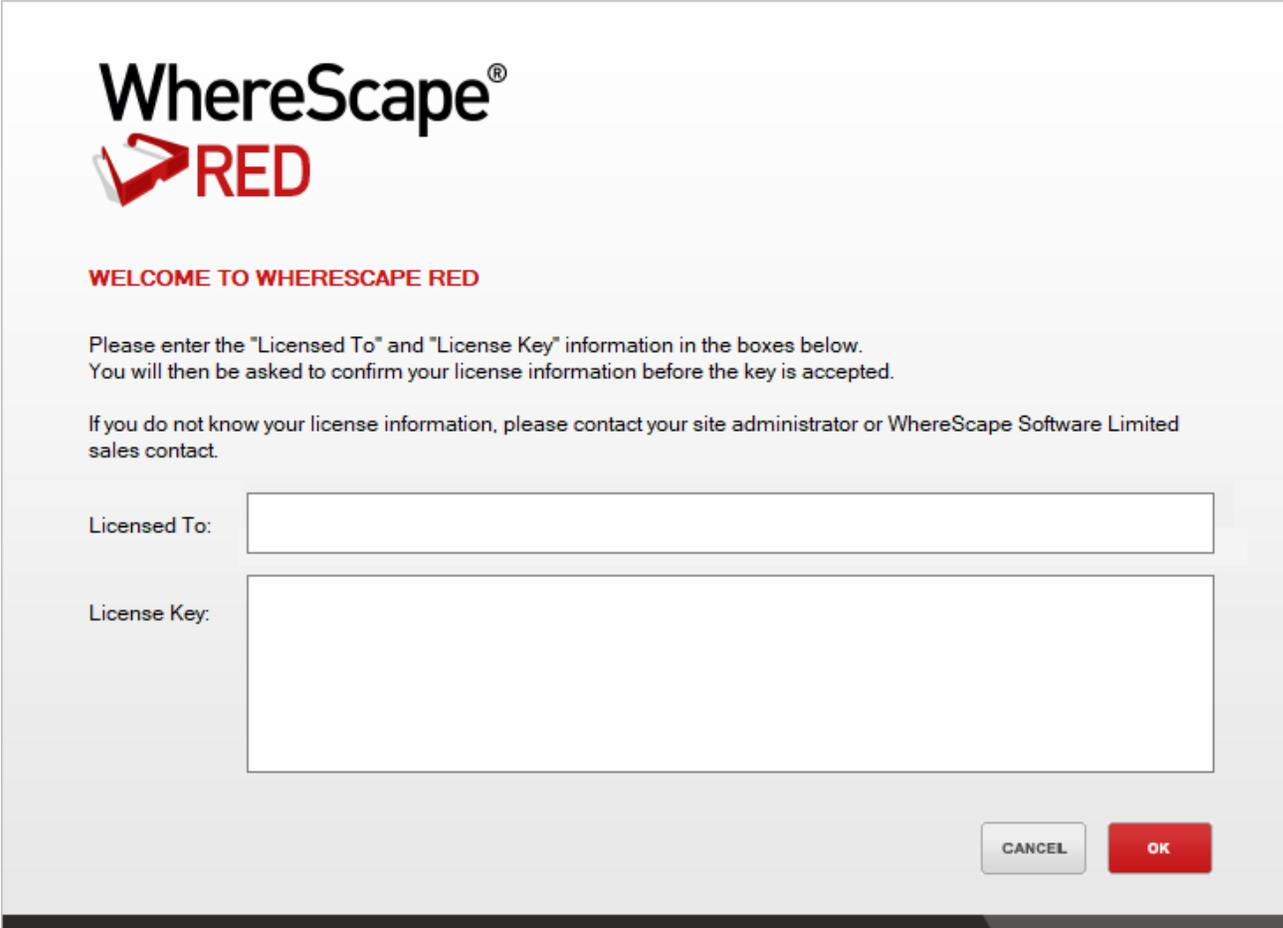 WhereScape®
RED
WELCOME TO WHERESCAPE RED
Please enter the "Licensed To" and "License Key" information in the boxes below.
You will then be asked to confirm your license information before the key is accepted.
If you do not know your license information, please contact your site administrator or WhereScape Software Limited
sales contact.
Licensed To:
License Key:
CANCEL OK